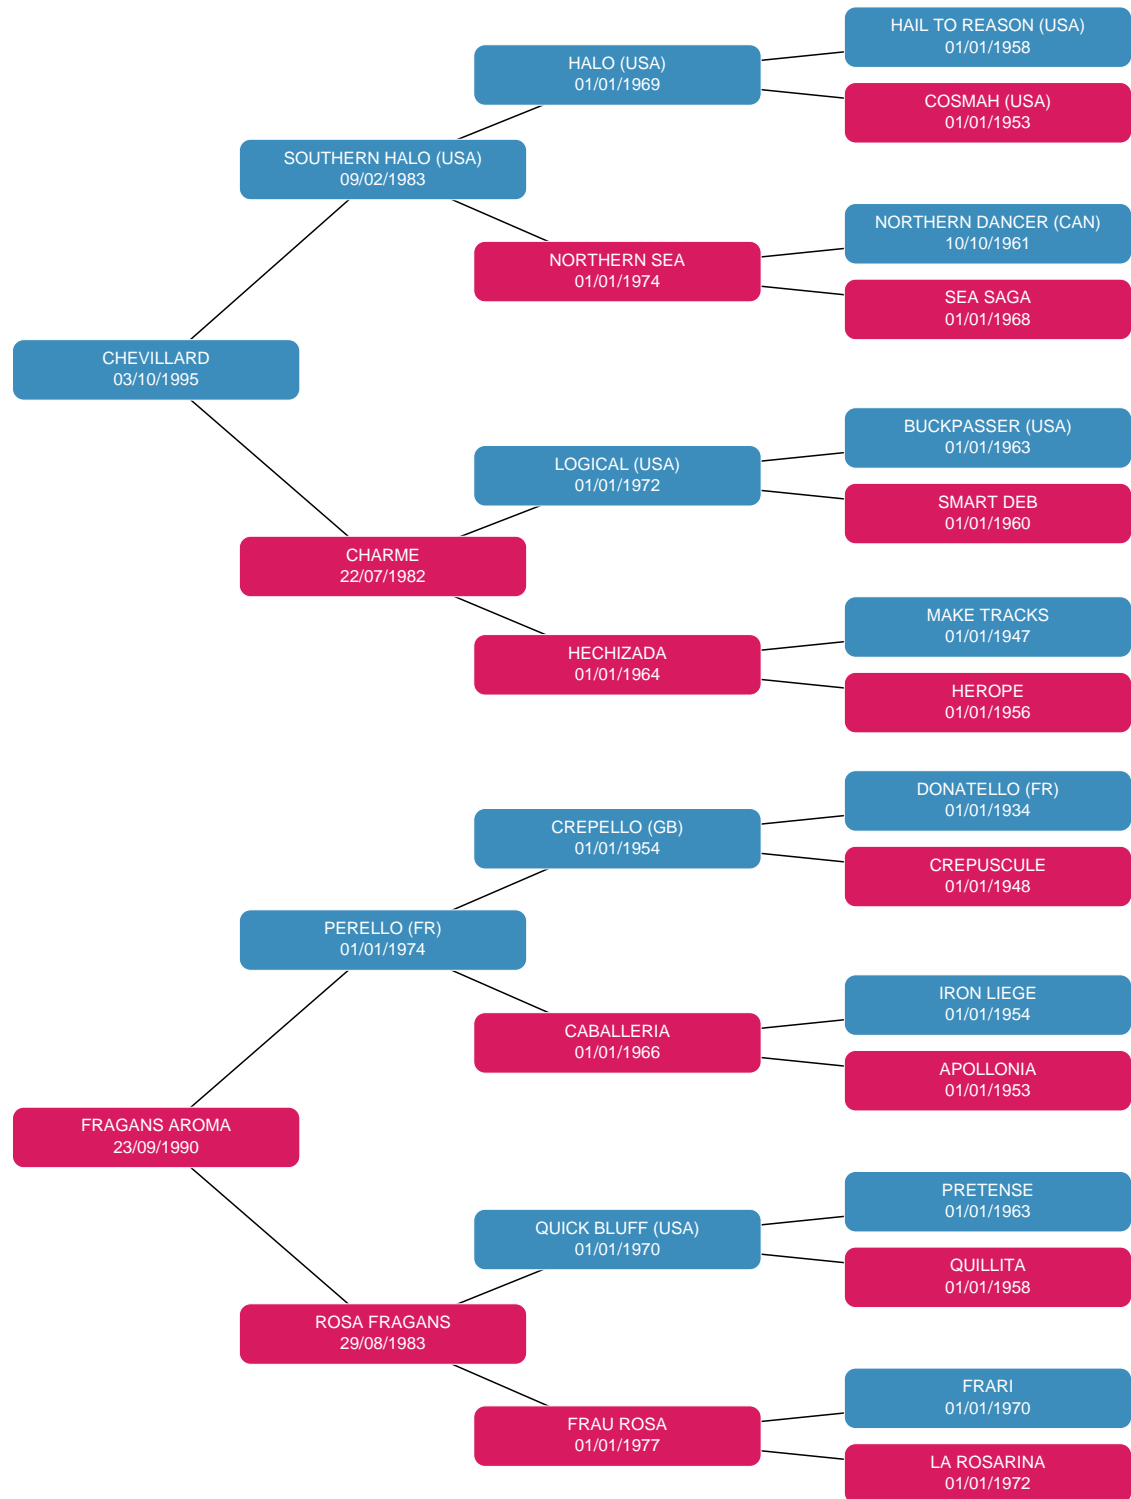 HAIL TO REASON (USA)
01/01/1958
HALO (USA)
01/01/1969
COSMAH (USA)
01/01/1953
SOUTHERN HALO (USA)
09/02/1983
NORTHERN DANCER (CAN)
10/10/1961
NORTHERN SEA
01/01/1974
SEA SAGA
01/01/1968
CHEVILLARD
03/10/1995
BUCKPASSER (USA)
01/01/1963
LOGICAL (USA)
01/01/1972
SMART DEB
01/01/1960
CHARME
22/07/1982
MAKE TRACKS
01/01/1947
HECHIZADA
01/01/1964
HEROPE
01/01/1956
DONATELLO (FR)
01/01/1934
CREPELLO (GB)
01/01/1954
CREPUSCULE
01/01/1948
PERELLO (FR)
01/01/1974
IRON LIEGE
01/01/1954
CABALLERIA
01/01/1966
APOLLONIA
01/01/1953
FRAGANS AROMA
23/09/1990
PRETENSE
01/01/1963
QUICK BLUFF (USA)
01/01/1970
QUILLITA
01/01/1958
ROSA FRAGANS
29/08/1983
FRARI
01/01/1970
FRAU ROSA
01/01/1977
LA ROSARINA
01/01/1972